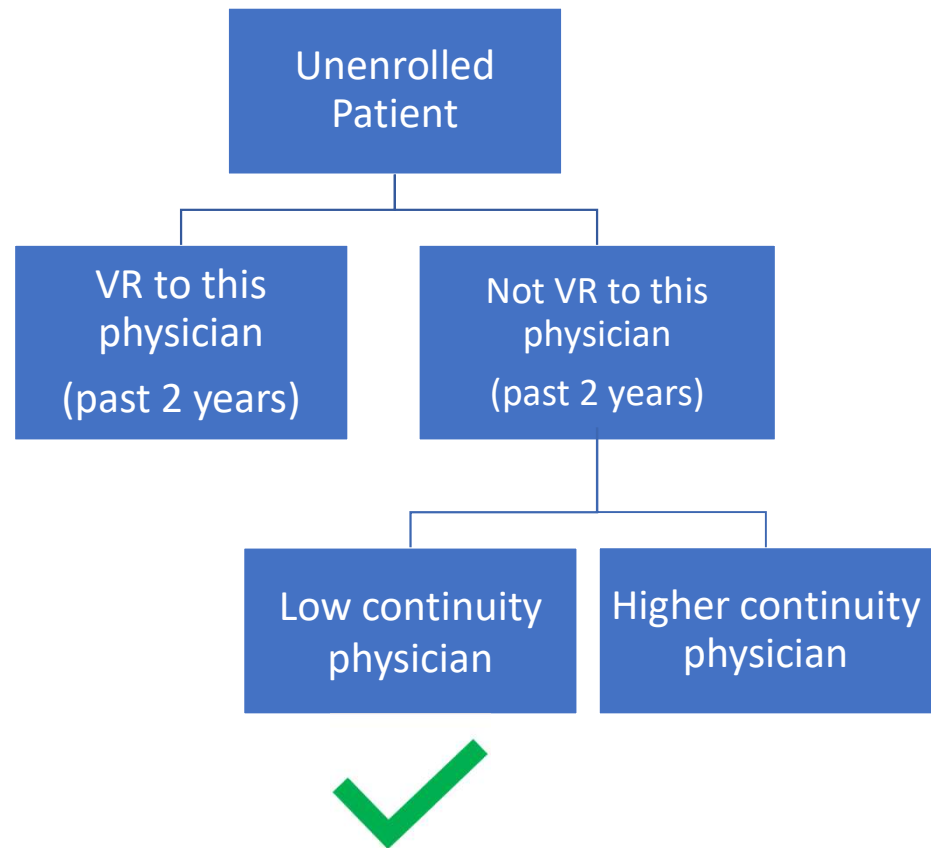 Unenrolled
Patient
VR to this
physician
(past 2 years)
Not VR to this
physician
(past 2 years)
Low continuity
physician
Higher continuity
physician